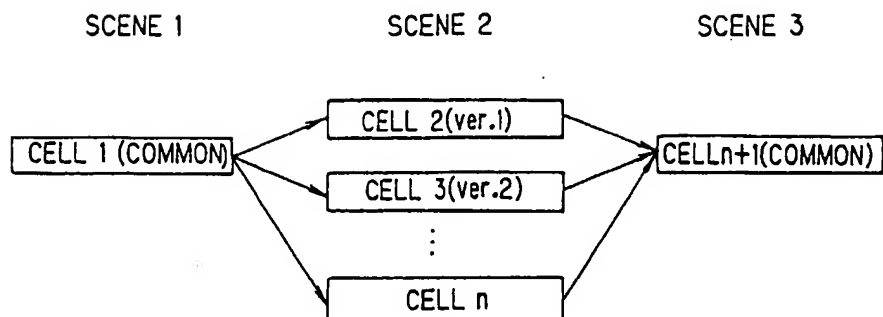 SCENE 1 SCENE 2 SCENE 3
CELL 2(ver.1)
CELL 1 (COMMON)
CELLn+1(COMMON)
CELL 3(ver.2)
⋮
CELL n